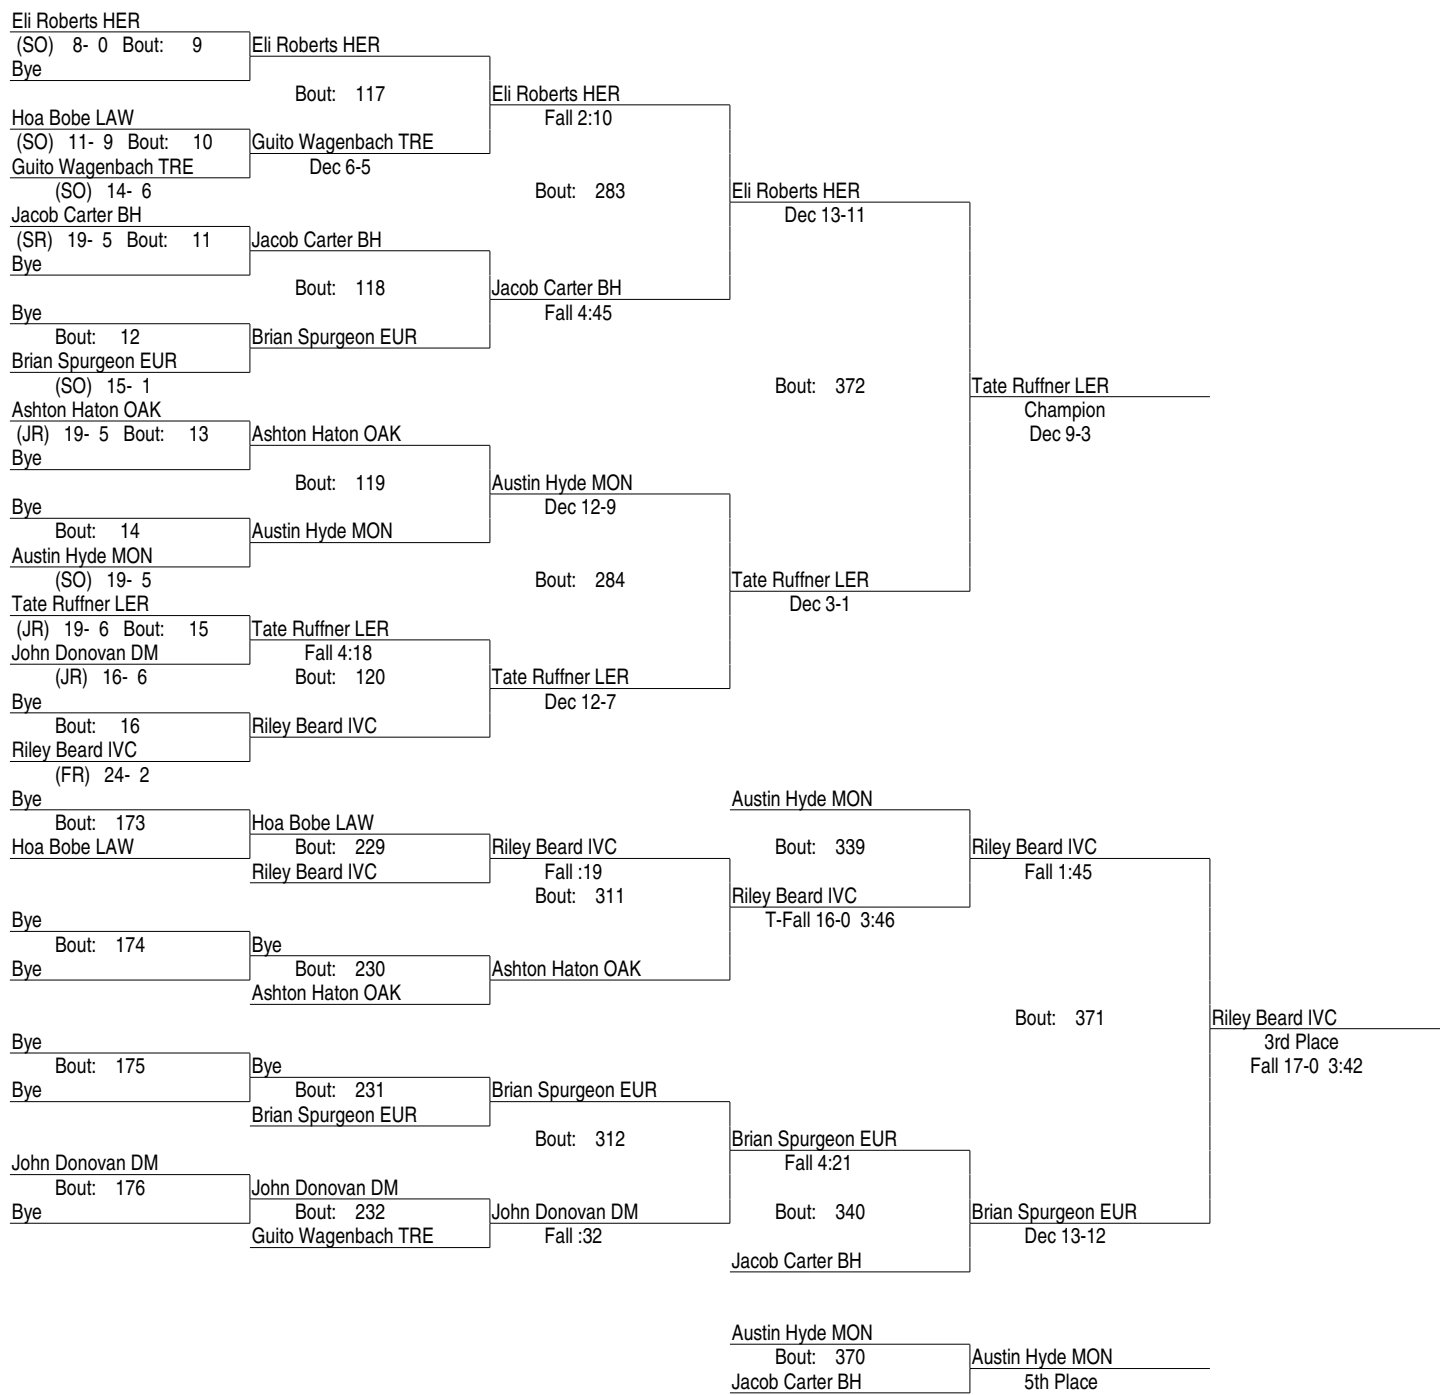 Eli Roberts HER
(SO) 8- 0 Bout: 9 Eli Roberts HER
Bye
Bout: 117 Eli Roberts HER
Hoa Bobe LAW Fall 2:10
(SO) 11- 9 Bout: 10 Guito Wagenbach TRE
Guito Wagenbach TRE Dec 6-5
(SO) 14- 6 Bout: 283 Eli Roberts HER
Jacob Carter BH Dec 13-11
(SR) 19- 5 Bout: 11 Jacob Carter BH
Bye
Bout: 118 Jacob Carter BH
Bye Fall 4:45
Bout: 12 Brian Spurgeon EUR
Brian Spurgeon EUR
(SO) 15- 1 Bout: 372 Tate Ruffner LER
Ashton Haton OAK Champion
(JR) 19- 5 Bout: 13 Ashton Haton OAK Dec 9-3
Bye
Bout: 119 Austin Hyde MON
Bye Dec 12-9
Bout: 14 Austin Hyde MON
Austin Hyde MON
(SO) 19- 5 Bout: 284 Tate Ruffner LER
Tate Ruffner LER Dec 3-1
(JR) 19- 6 Bout: 15 Tate Ruffner LER
John Donovan DM Fall 4:18
(JR) 16- 6 Bout: 120 Tate Ruffner LER
Bye Dec 12-7
Bout: 16 Riley Beard IVC
Riley Beard IVC
(FR) 24- 2
Bye Austin Hyde MON
Bout: 173 Hoa Bobe LAW
Hoa Bobe LAW Bout: 229 Riley Beard IVC Bout: 339 Riley Beard IVC
Riley Beard IVC Fall :19 Fall 1:45
Bout: 311 Riley Beard IVC
Bye T-Fall 16-0 3:46
Bout: 174 Bye
Bye Bout: 230 Ashton Haton OAK
Ashton Haton OAK
Bout: 371 Riley Beard IVC
Bye 3rd Place
Bout: 175 Bye Fall 17-0 3:42
Bye Bout: 231 Brian Spurgeon EUR
Brian Spurgeon EUR
Bout: 312 Brian Spurgeon EUR
John Donovan DM Fall 4:21
Bout: 176 John Donovan DM
Bye Bout: 232 John Donovan DM Bout: 340 Brian Spurgeon EUR
Guito Wagenbach TRE Fall :32 Dec 13-12
Jacob Carter BH
Austin Hyde MON
Bout: 370 Austin Hyde MON
Jacob Carter BH 5th Place